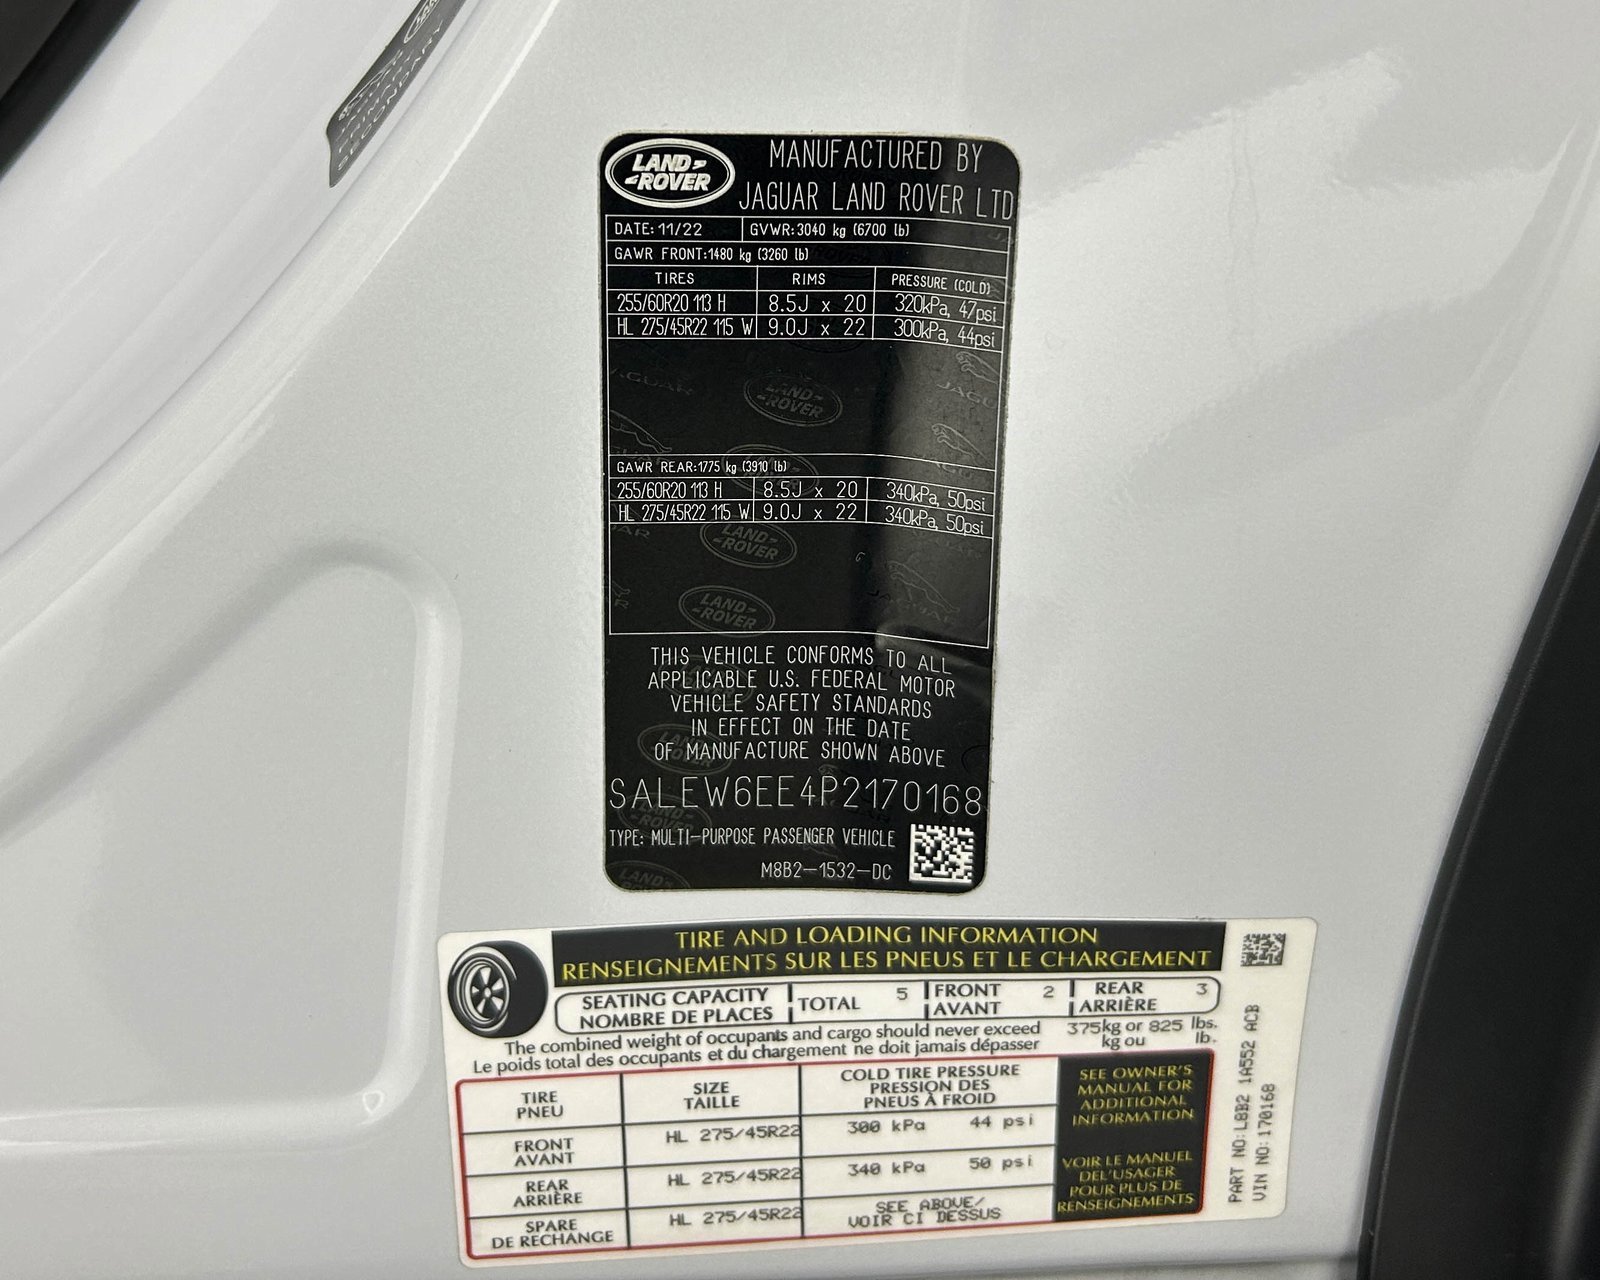 SECONDARY
LAND-
-ROVER
MANUFACTURED BY
JAGUAR LAND ROVER LTD
DATE: 11/22 GVWR:3040 kg (6700 lb)
GAWR FRONT:1480 kg (3260 lb)
TIRES RIMS PRESSURE (COLD)
255/60R20 113 H 8.5J x 20 320kPa, 47psi
HL 275/45R22 115 W 9.0J x 22 300kPa, 44psi
GAWR REAR:1775 kg (3910 lb)
255/60R20 113 H 8.5J x 20 340kPa, 50psi
HL 275/45R22 115 W 9.0J x 22 340kPa, 50psi
THIS VEHICLE CONFORMS TO ALL
APPLICABLE U.S. FEDERAL MOTOR
VEHICLE SAFETY STANDARDS
IN EFFECT ON THE DATE
OF MANUFACTURE SHOWN ABOVE
SALEW6EE4P2170168
TYPE: MULTI-PURPOSE PASSENGER VEHICLE
M8B2-1532-DC
TIRE AND LOADING INFORMATION
RENSEIGNEMENTS SUR LES PNEUS ET LE CHARGEMENT
SEATING CAPACITY
NOMBRE DE PLACES
TOTAL 5
FRONT
AVANT 2
REAR
ARRIÈRE 3
The combined weight of occupants and cargo should never exceed 375kg or 825 lbs.
Le poids total des occupants et du chargement ne doit jamais dépasser kg ou lb.
TIRE
PNEU
SIZE
TAILLE
COLD TIRE PRESSURE
PRESSION DES
PNEUS À FROID
FRONT
AVANT
HL 275/45R22 300 kPa 44 psi
REAR
ARRIÈRE
HL 275/45R22 340 kPa 50 psi
SPARE
DE RECHANGE
HL 275/45R22
SEE ABOVE/
VOIR CI DESSUS
SEE OWNER'S
MANUAL FOR
ADDITIONAL
INFORMATION
VOIR LE MANUEL
DEL'USAGER
POUR PLUS DE
RENSEIGNEMENTS
PART NO:L8B2 1A552 ACB
VIN NO:170168